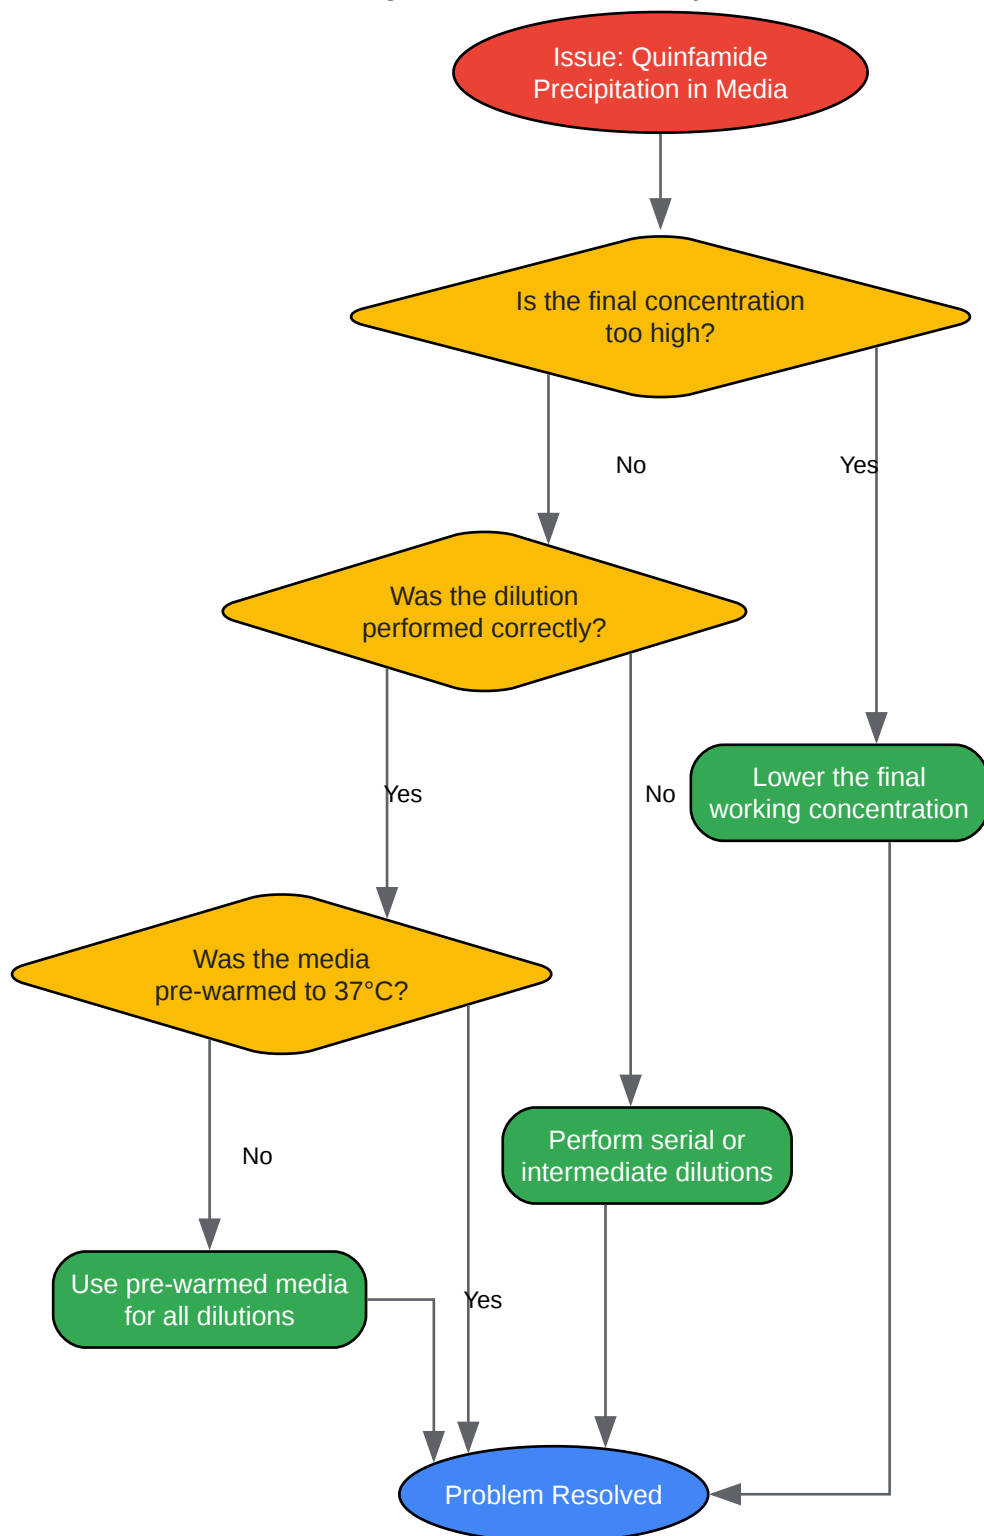 Issue: Quinfamide
Precipitation in Media
Is the final concentration
too high?
No
Yes
Was the dilution
performed correctly?
Yes
No
Lower the final
working concentration
Was the media
pre-warmed to 37°C?
No
Perform serial or
intermediate dilutions
Use pre-warmed media
for all dilutions
Yes
Problem Resolved